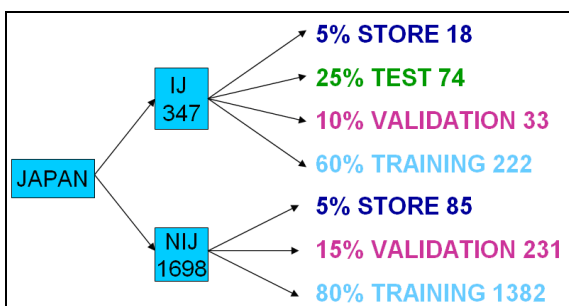 5% STORE 18
IJ
347
25% TEST 74
10% VALIDATION 33
60% TRAINING 222
JAPAN
5% STORE 85
NIJ
1698
15% VALIDATION 231
80% TRAINING 1382